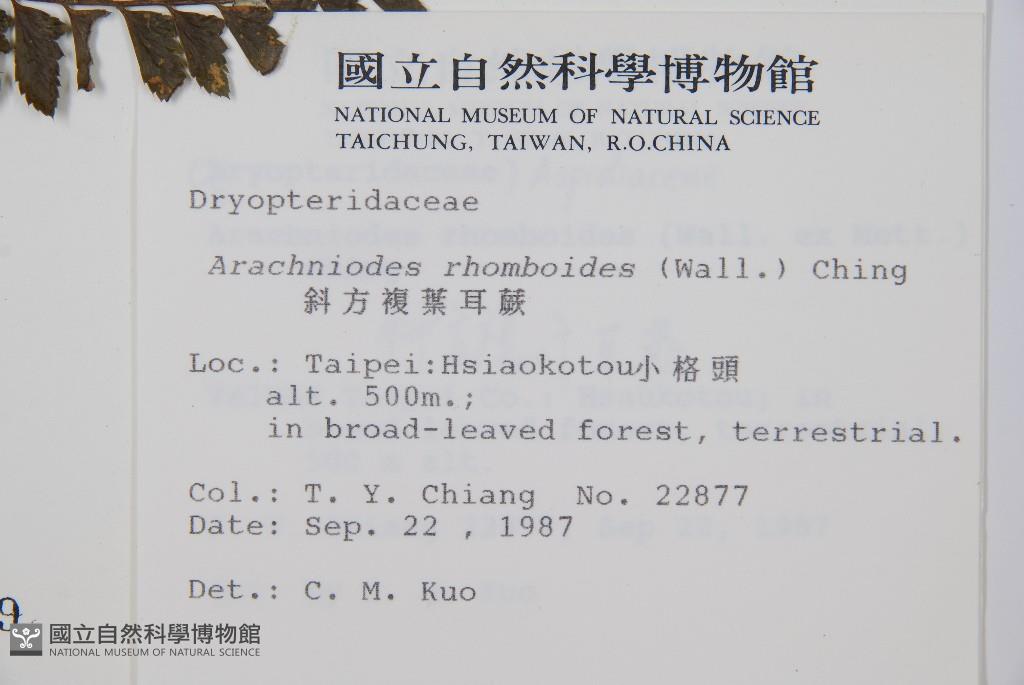 國立自然科學博物館
NATIONAL MUSEUM OF NATURAL SCIENCE
TAICHUNG, TAIWAN, R.O.CHINA
Dryopteridaceae
Arachniodes rhomboides (Wall.) Ching
斜方複葉耳蕨
Loc.: Taipei:Hsiaokotou小格頭
alt. 500m.;
in broad-leaved forest, terrestrial.
Col.: T. Y. Chiang No. 22877
Date: Sep. 22 , 1987
Det.: C. M. Kuo
9
國立自然科學博物館
NATIONAL MUSEUM OF NATURAL SCIENCE